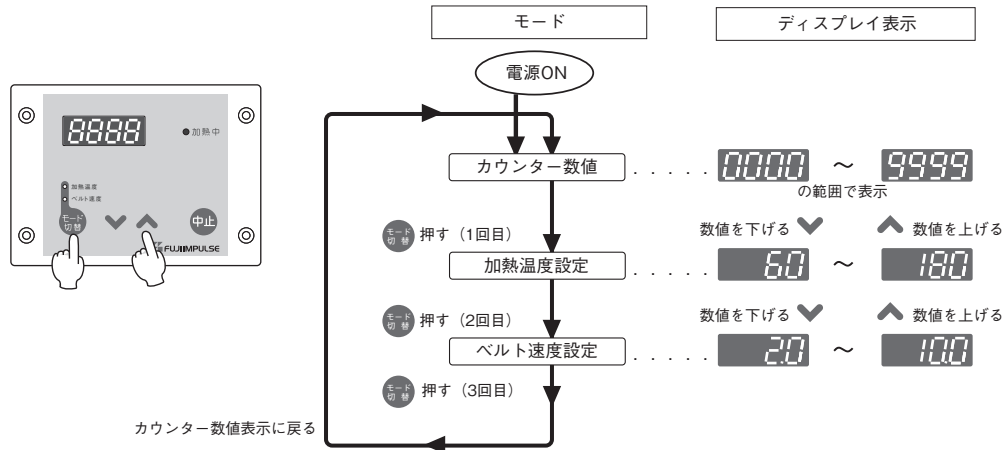 モード
ディスプレイ表示
電源ON
8888
加熱中
加熱温度
ベルト速度
モード
切替
中止
FUJI IMPULSE
カウンター数値 . . . . . 0000 〜 9999
の範囲で表示
モード
切替
押す（1回目）
数値を下げる
数値を上げる
加熱温度設定 . . . . . 60 〜 180
モード
切替
押す（2回目）
数値を下げる
数値を上げる
ベルト速度設定 . . . . . 2.0 〜 10.0
モード
切替
押す（3回目）
カウンター数値表示に戻る